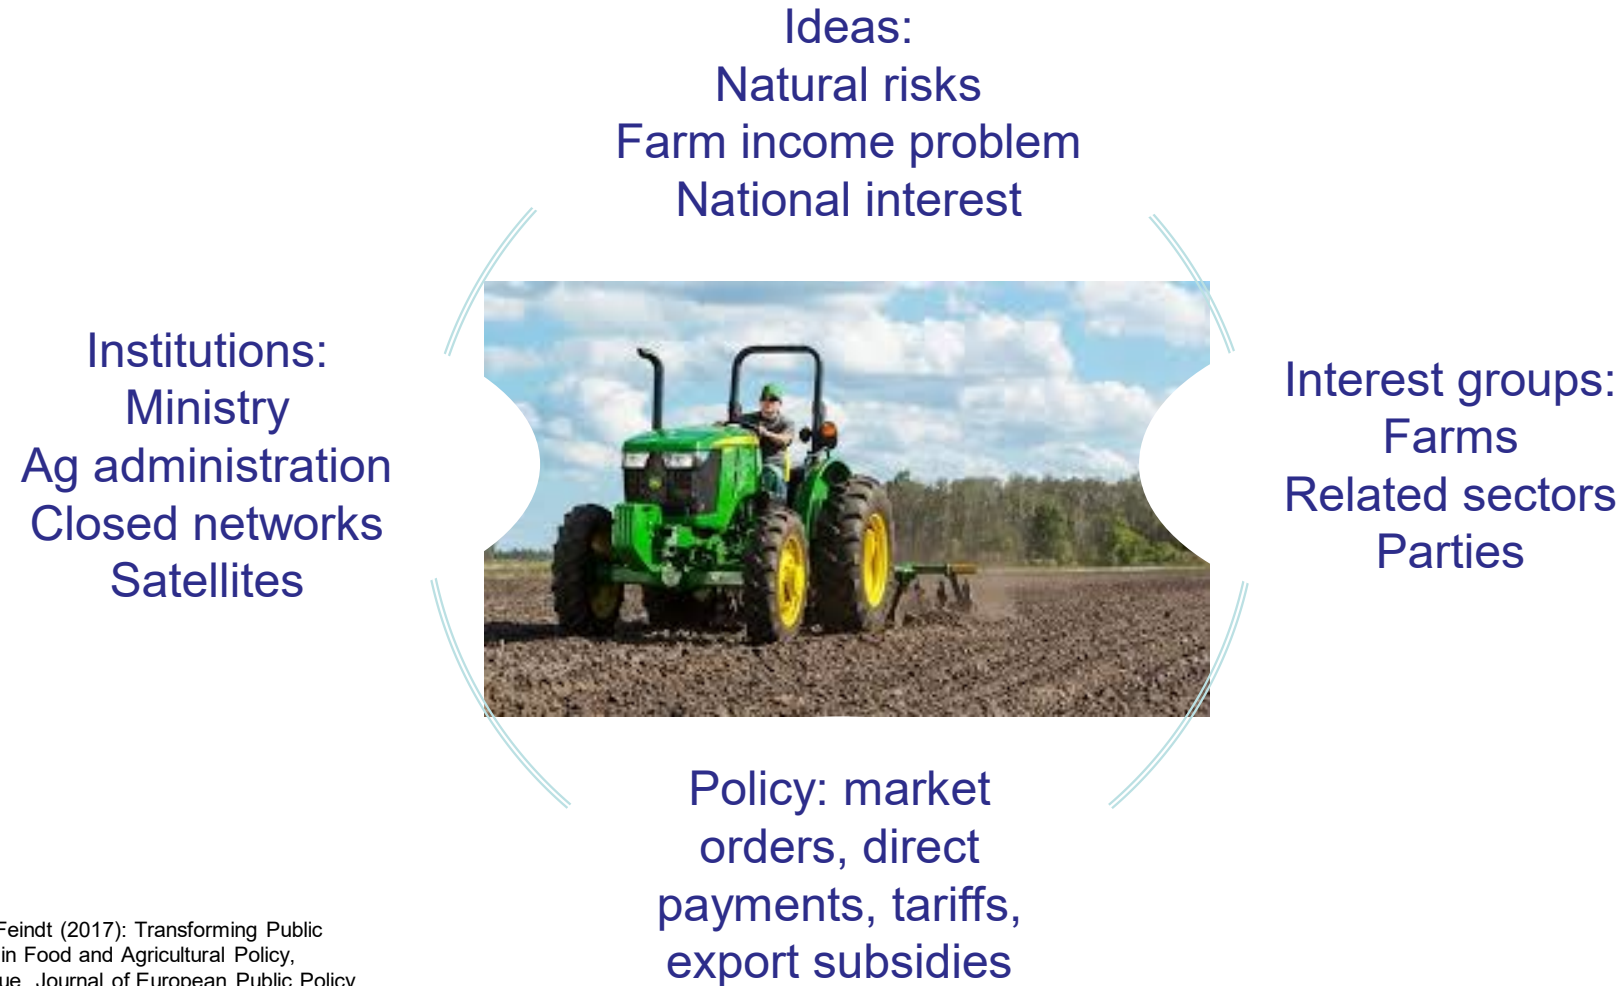 Ideas:
Natural risks
Farm income problem
National interest
Institutions:
Ministry
Ag administration
Closed networks
Satellites
Interest groups:
Farms
Related sectors
Parties
Policy: market
orders, direct
payments, tariffs,
export subsidies
Feindt (2017): Transforming Public
in Food and Agricultural Policy,
ue, Journal of European Public Policy